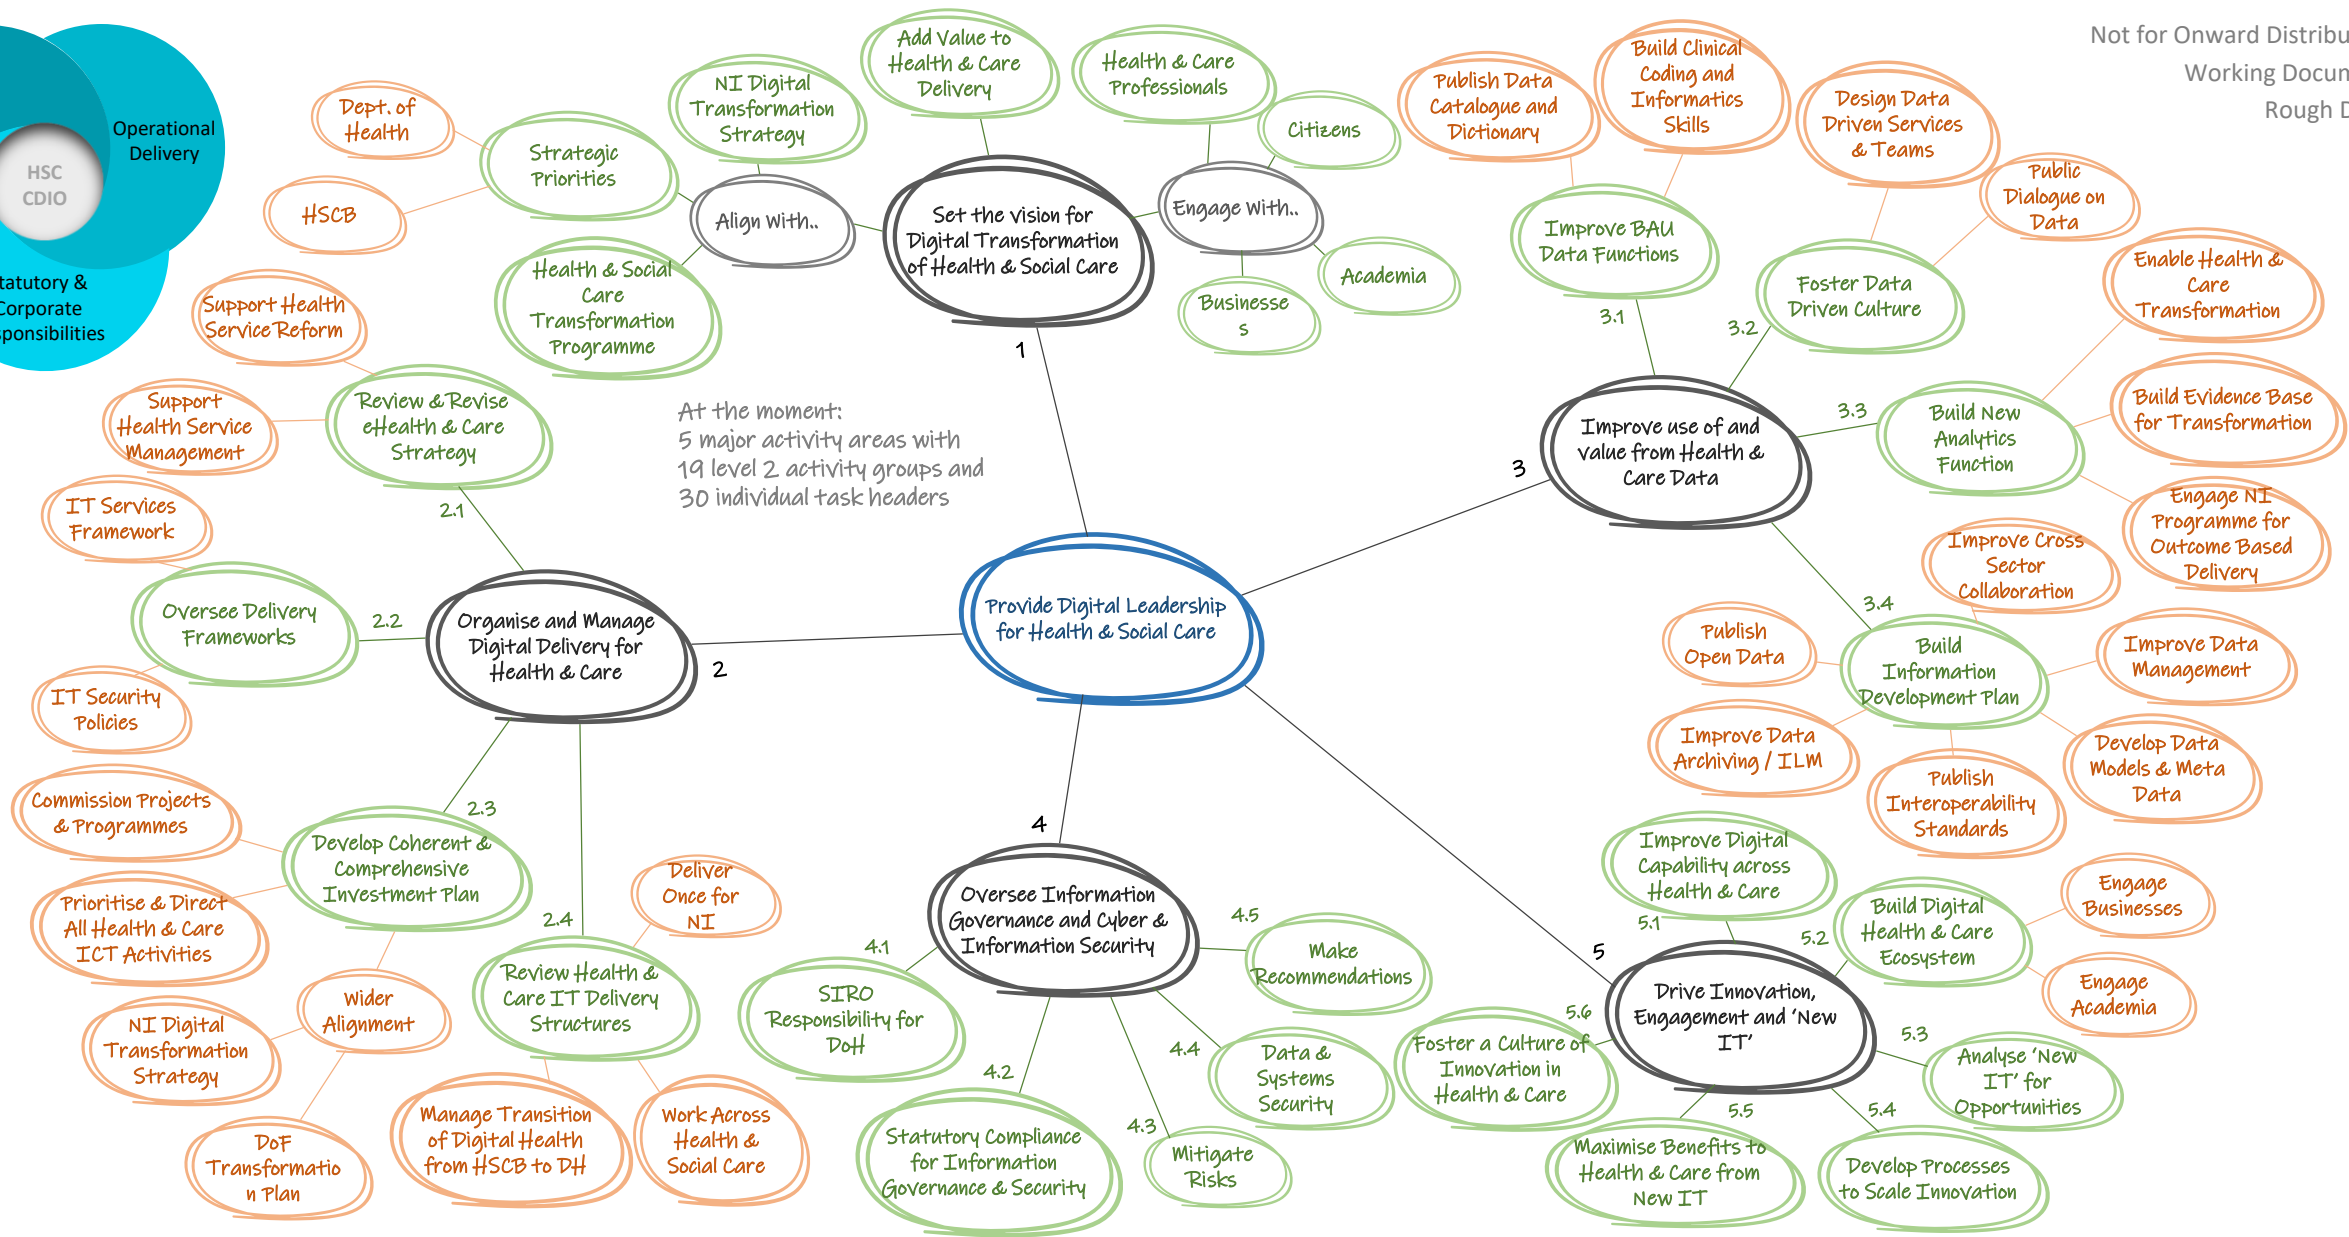 Operational
Delivery
HSC
CDIO
tatutory &
Corporate
sponsibilities
Not for Onward Distribu
Working Docun
Rough D
Provide Digital Leadership
for Health & Social Care
1
Set the vision for
Digital Transformation
of Health & Social Care
Align With..
Strategic
Priorities
Dept. of
Health
HSCB
NI Digital
Transformation
Strategy
Health & Social
Care
Transformation
Programme
Add Value to
Health & Care
Delivery
Engage With..
Health & Care
Professionals
Citizens
Academia
Businesse
s
At the moment:
5 major activity areas with
19 level 2 activity groups and
30 individual task headers
2
Organise and Manage
Digital Delivery for
Health & Care
2.1
Review & Revise
eHealth & Care
Strategy
Support Health
Service Reform
Support
Health Service
Management
2.2
Oversee Delivery
Frameworks
IT Services
Framework
IT Security
Policies
2.3
Develop Coherent &
Comprehensive
Investment Plan
Commission Projects
& Programmes
Prioritise & Direct
All Health & Care
ICT Activities
Wider
Alignment
NI Digital
Transformation
Strategy
DoF
Transformatio
n Plan
2.4
Review Health &
Care IT Delivery
Structures
Deliver
Once for
NI
Manage Transition
of Digital Health
from HSCB to DH
Work Across
Health &
Social Care
3
Improve use of and
value from Health &
Care Data
3.1
Improve BAU
Data Functions
Publish Data
Catalogue and
Dictionary
Build Clinical
Coding and
Informatics
Skills
3.2
Foster Data
Driven Culture
Design Data
Driven Services
& Teams
Public
Dialogue on
Data
3.3
Build New
Analytics
Function
Enable Health &
Care
Transformation
Build Evidence Base
for Transformation
Engage NI
Programme for
Outcome Based
Delivery
3.4
Build
Information
Development Plan
Improve Cross
Sector
Collaboration
Publish
Open Data
Improve Data
Management
Improve Data
Archiving / ILM
Publish
Interoperability
Standards
Develop Data
Models & Meta
Data
4
Oversee Information
Governance and Cyber &
Information Security
4.1
SIRO
Responsibility for
DoH
4.2
Statutory Compliance
for Information
Governance & Security
4.3
Mitigate
Risks
4.4
Data &
Systems
Security
4.5
Make
Recommendations
5
Drive Innovation,
Engagement and ‘New
IT’
5.1
Improve Digital
Capability across
Health & Care
5.2
Build Digital
Health & Care
Ecosystem
Engage
Businesses
Engage
Academia
5.3
Analyse ‘New
IT’ for
Opportunities
5.4
Develop Processes
to Scale Innovation
5.5
Maximise Benefits to
Health & Care from
New IT
5.6
Foster a Culture of
Innovation in
Health & Care